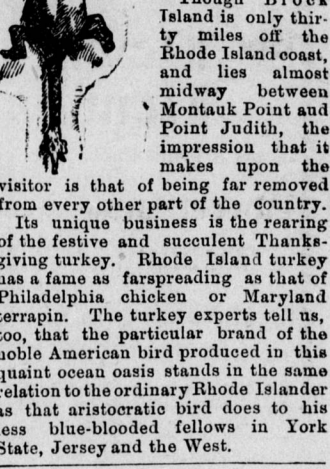 Though Block
Island is only thir-
ty miles off the
Rhode Island coast,
and lies almost
midway between
Montauk Point and
Point Judith, the
impression that it
makes upon the
visitor is that of being far removed
from every other part of the country.
Its unique business is the rearing
of the festive and succulent Thanks-
giving turkey. Rhode Island turkey
has a fame as farspreading as that of
Philadelphia chicken or Maryland
terrapin. The turkey experts tell us,
too, that the particular brand of the
noble American bird produced in this
quaint ocean oasis stands in the same
relation to the ordinary Rhode Islander
as that aristocratic bird does to his
less blue-blooded fellows in York
State, Jersey and the West.